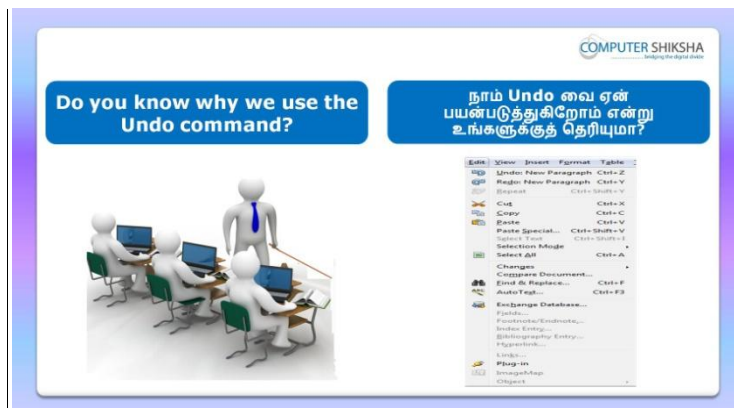 COMPUTER SHIKSHA
bridging the digital divide
Do you know why we use the
Undo command?
நாம் Undo வை ஏன்
பயன்படுத்துகிறோம் என்று
உங்களுக்குத் தெரியுமா?
Edit View Insert Format Table
Undo: New Paragraph Ctrl+Z
Redo: New Paragraph Ctrl+Y
Repeat Ctrl+Shift+Y
Cut Ctrl+X
Copy Ctrl+C
Paste Ctrl+V
Paste Special... Ctrl+Shift+V
Select Text Ctrl+Shift+I
Selection Mode
Select All Ctrl+A
Changes
Compare Document...
Find & Replace... Ctrl+F
AutoText... Ctrl+F3
Exchange Database...
Fields...
Footnote/Endnote...
Index Entry...
Bibliography Entry...
Hyperlink...
Links...
Plug-in
ImageMap
Object